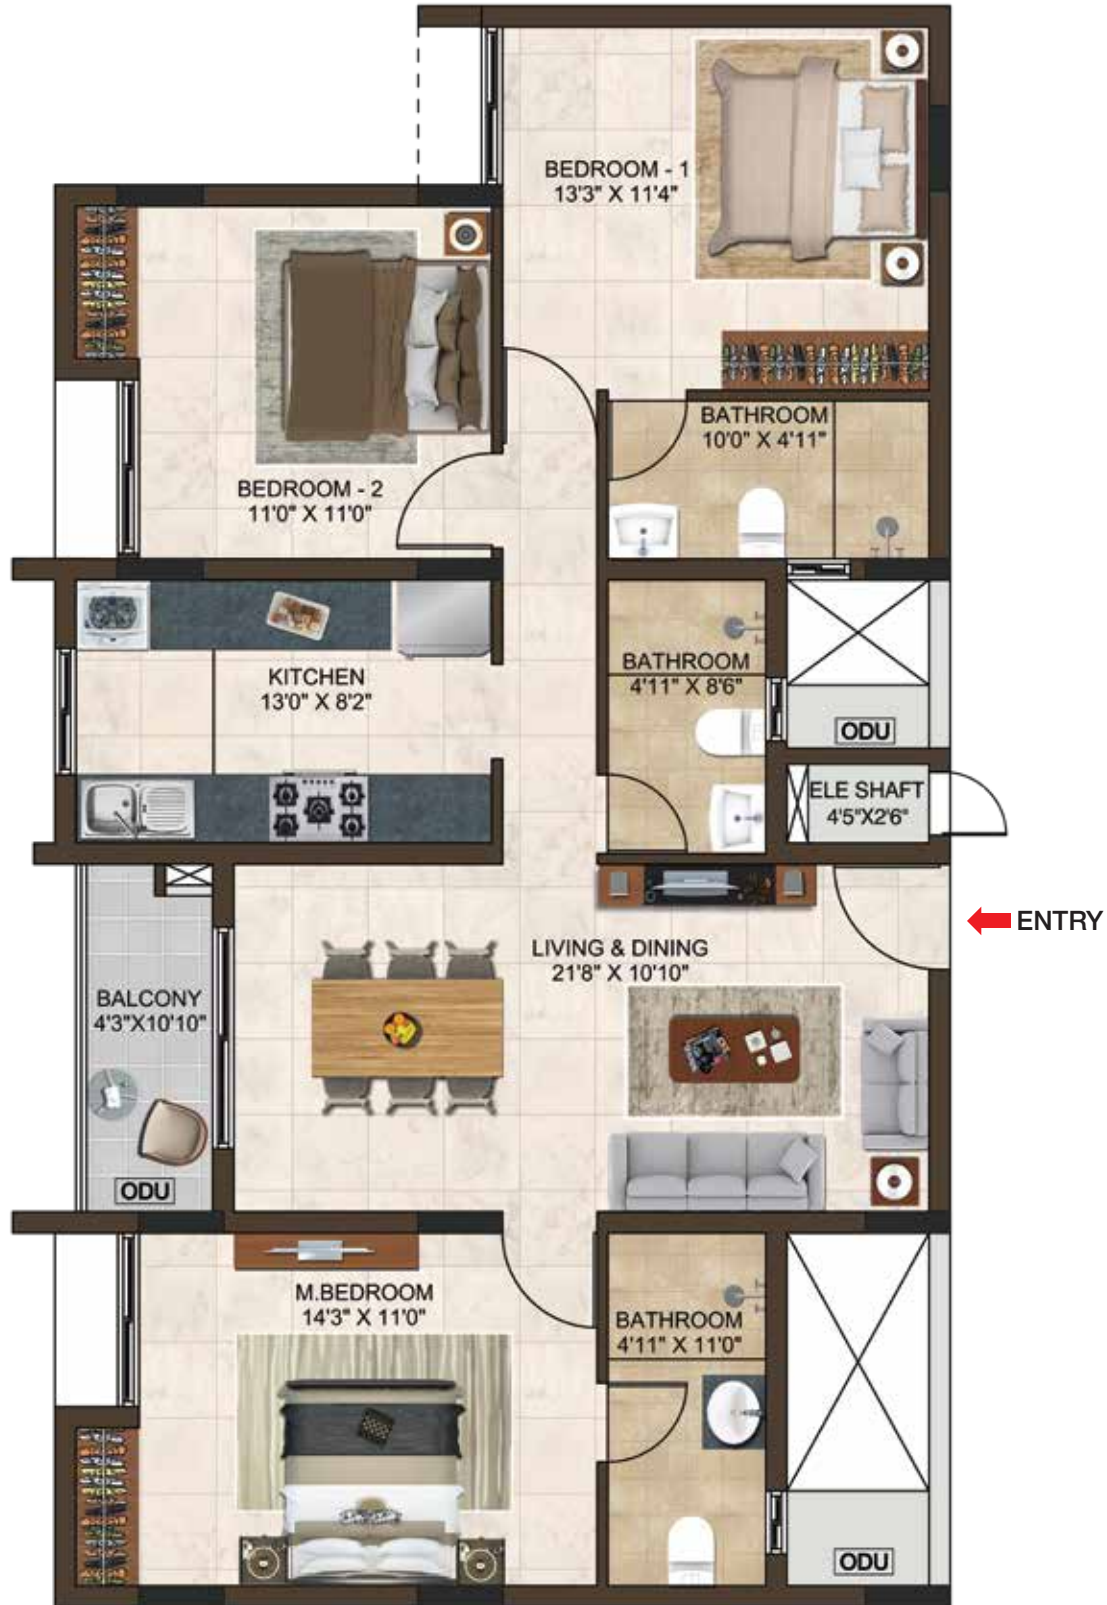 BEDROOM - 1
13'3" X 11'4"
BATHROOM
10'0" X 4'11"
BEDROOM - 2
11'0" X 11'0"
KITCHEN
13'0" X 8'2"
BATHROOM
4'11" X 8'6"
ODU
ELE SHAFT
4'5"X2'6"
ENTRY
LIVING & DINING
21'8" X 10'10"
BALCONY
4'3"X10'10"
ODU
M.BEDROOM
14'3" X 11'0"
BATHROOM
4'11" X 11'0"
ODU